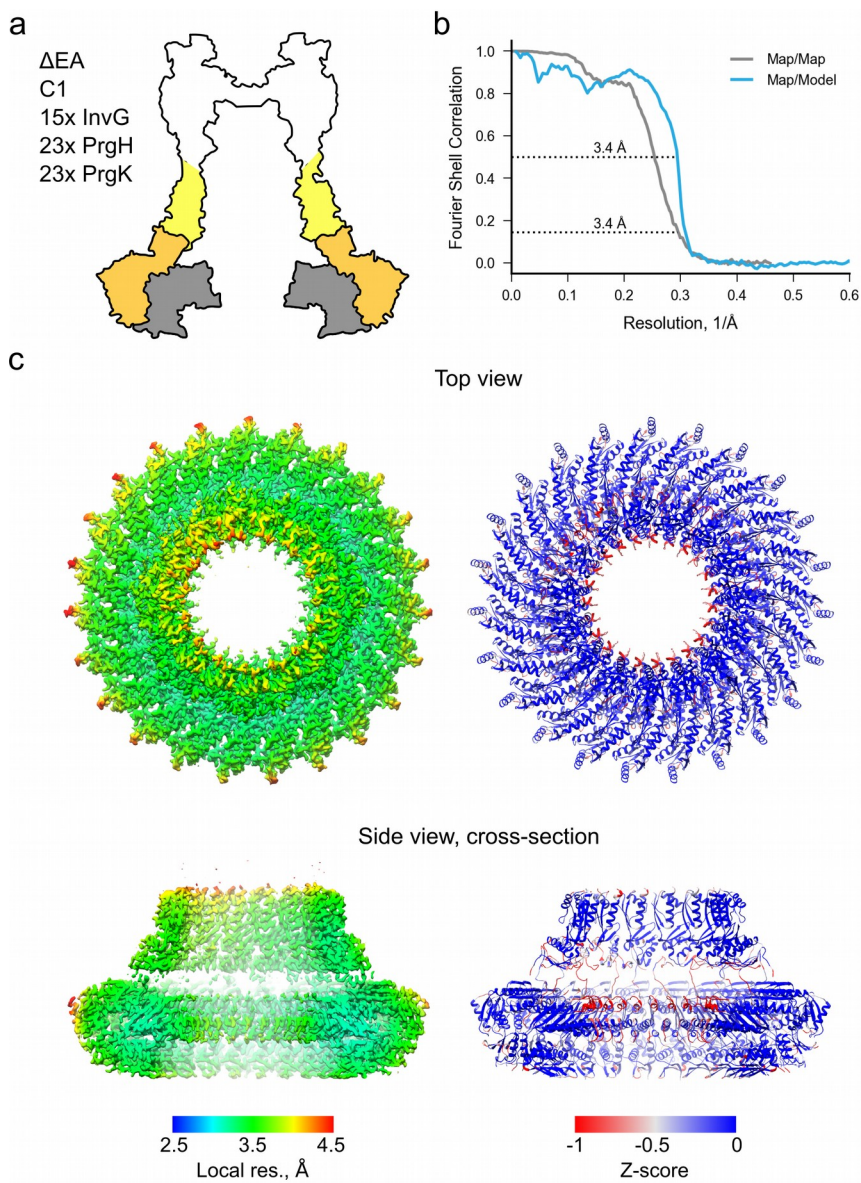 a
ΔEA
C1
15x InvG
23x PrgH
23x PrgK
b
Fourier Shell Correlation
1.0
0.8
0.6
0.4
0.2
0.0
Map/Map
Map/Model
3.4 Å
3.4 Å
0.0 0.1 0.2 0.3 0.4 0.5 0.6
Resolution, 1/Å
c
Top view
Side view, cross-section
2.5 3.5 4.5
Local res., Å
-1 -0.5 0
Z-score